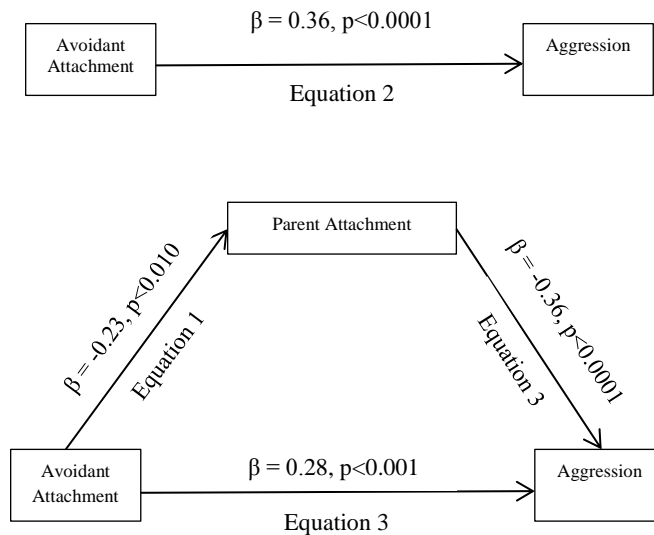 β = 0.36, p<0.0001
Avoidant
Attachment
Aggression
Equation 2
Parent Attachment
β = -0.23, p<0.010
Equation 1
β = -0.36, p<0.0001
Equation 3
Avoidant
Attachment
β = 0.28, p<0.001
Aggression
Equation 3